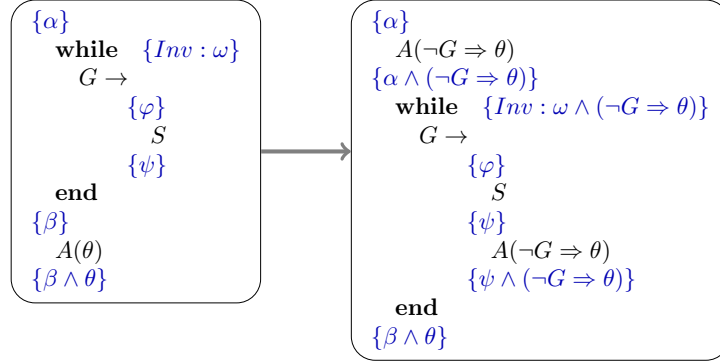 {α}
while {Inv : ω}
G →
{φ}
S
{ψ}
end
{β}
A(θ)
{β ∧ θ}
{α}
A(¬G ⇒ θ)
{α ∧ (¬G ⇒ θ)}
while {Inv : ω ∧ (¬G ⇒ θ)}
G →
{φ}
S
{ψ}
A(¬G ⇒ θ)
{ψ ∧ (¬G ⇒ θ)}
end
{β ∧ θ}